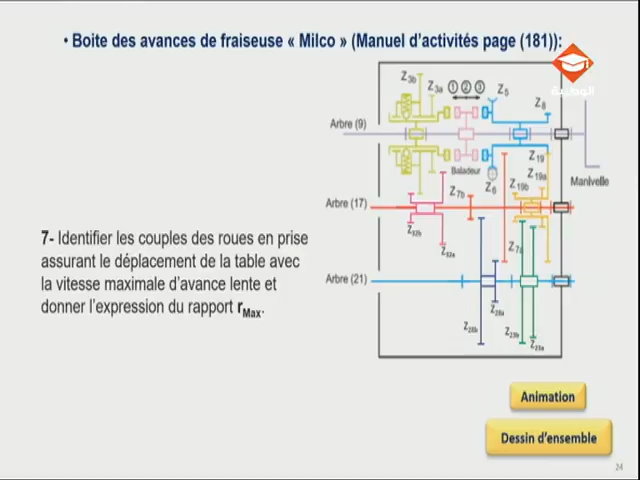 • Boite des avances de fraiseuse « Milco » (Manuel d'activités page (181)):
الوطنية
Z3b
Z3a
① ② ③
Z5
Z8
Arbre (9)
Baladeur
Z6
Z19
Z19a
Z19b
Manivelle
Z7b
Arbre (17)
Z32b
Z32a
Z7a
Arbre (21)
Z28a
Z28b
Z23b
Z23a
7- Identifier les couples des roues en prise
assurant le déplacement de la table avec
la vitesse maximale d'avance lente et
donner l'expression du rapport rMax.
Animation
Dessin d'ensemble
24